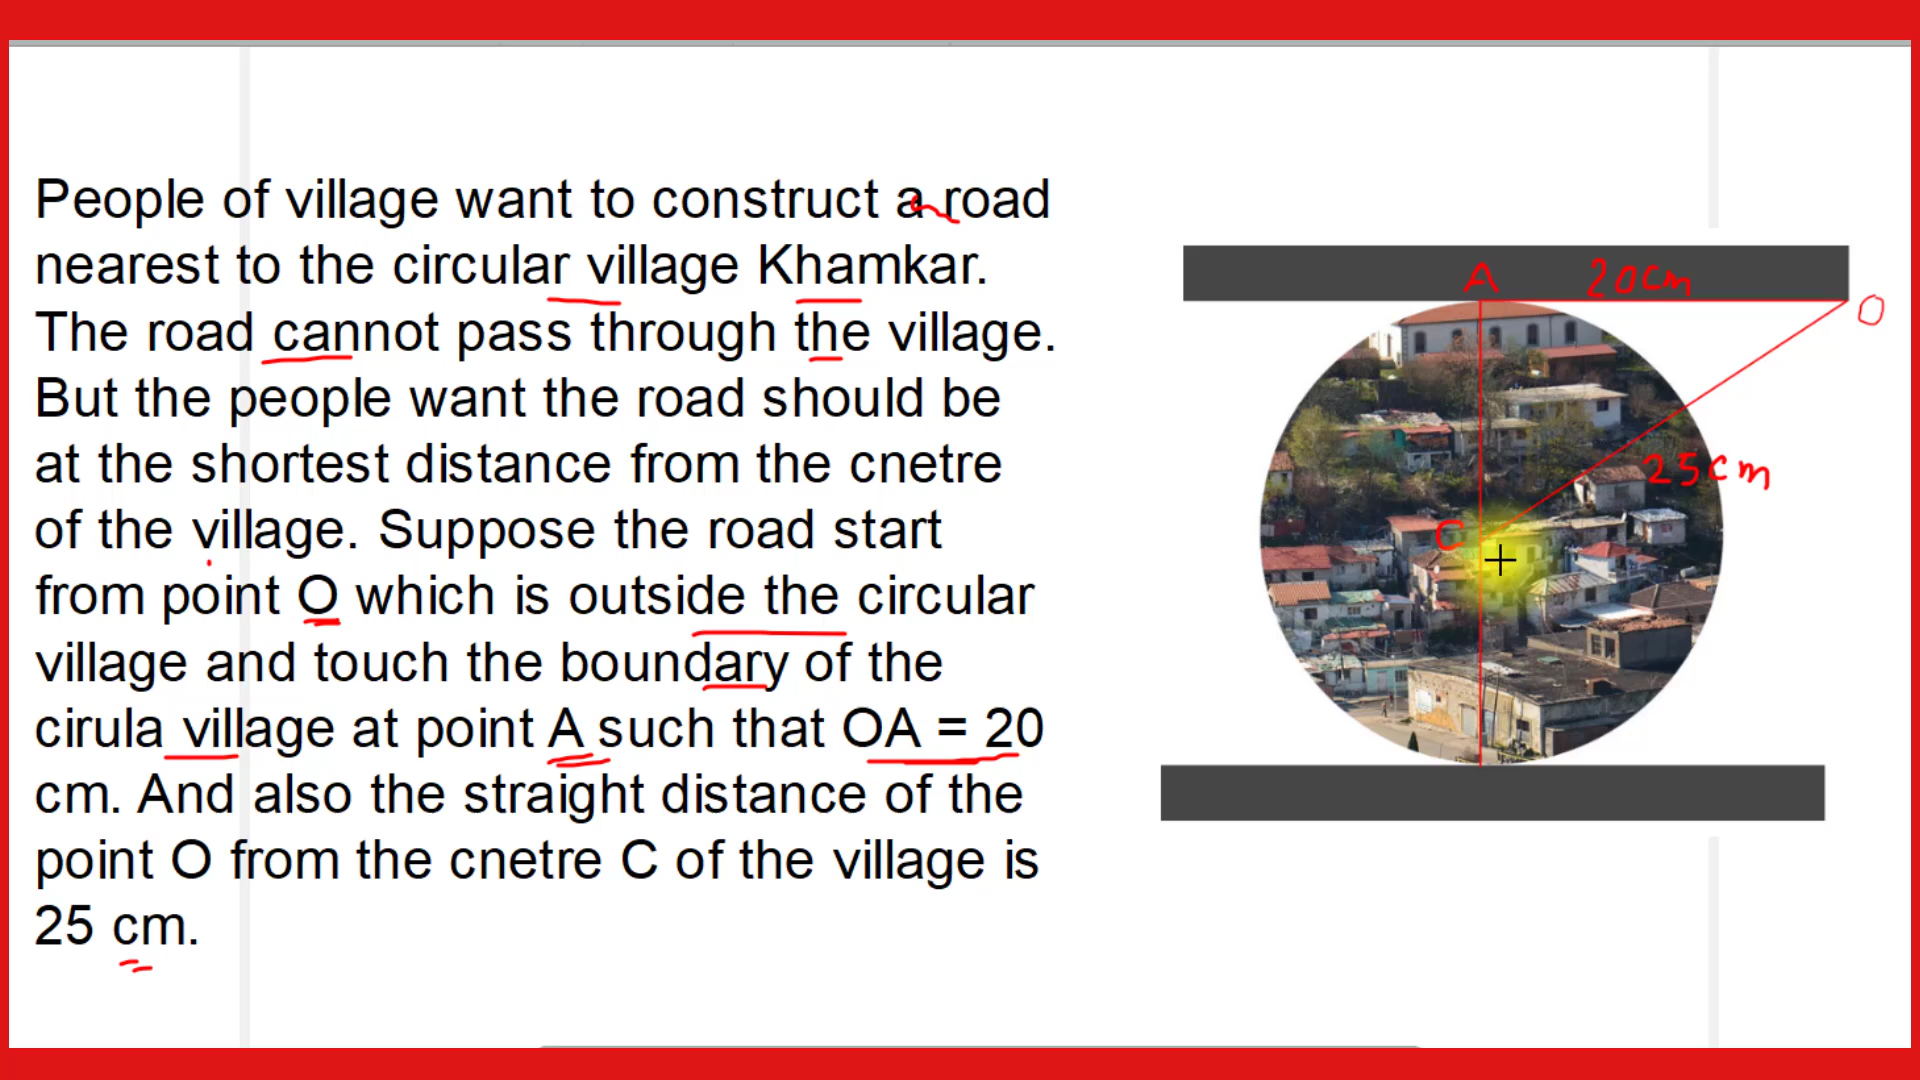 People of village want to construct a road
nearest to the circular village Khamkar.
The road cannot pass through the village.
But the people want the road should be
at the shortest distance from the cnetre
of the village. Suppose the road start
from point O which is outside the circular
village and touch the boundary of the
cirula village at point A such that OA = 20
cm. And also the straight distance of the
point O from the cnetre C of the village is
25 cm.
A 20cm
O
25cm
C